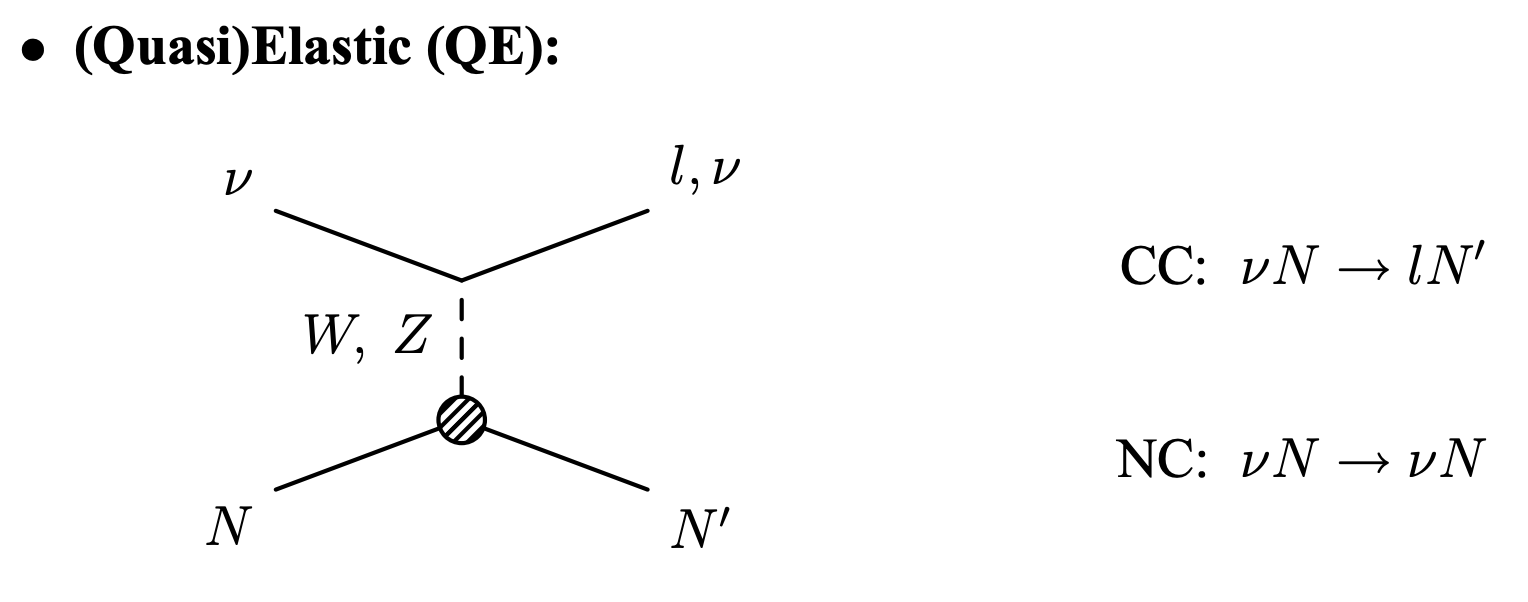 • (Quasi)Elastic (QE):
ν
l, ν
W, Z
CC: νN → lN′
NC: νN → νN
N
N′